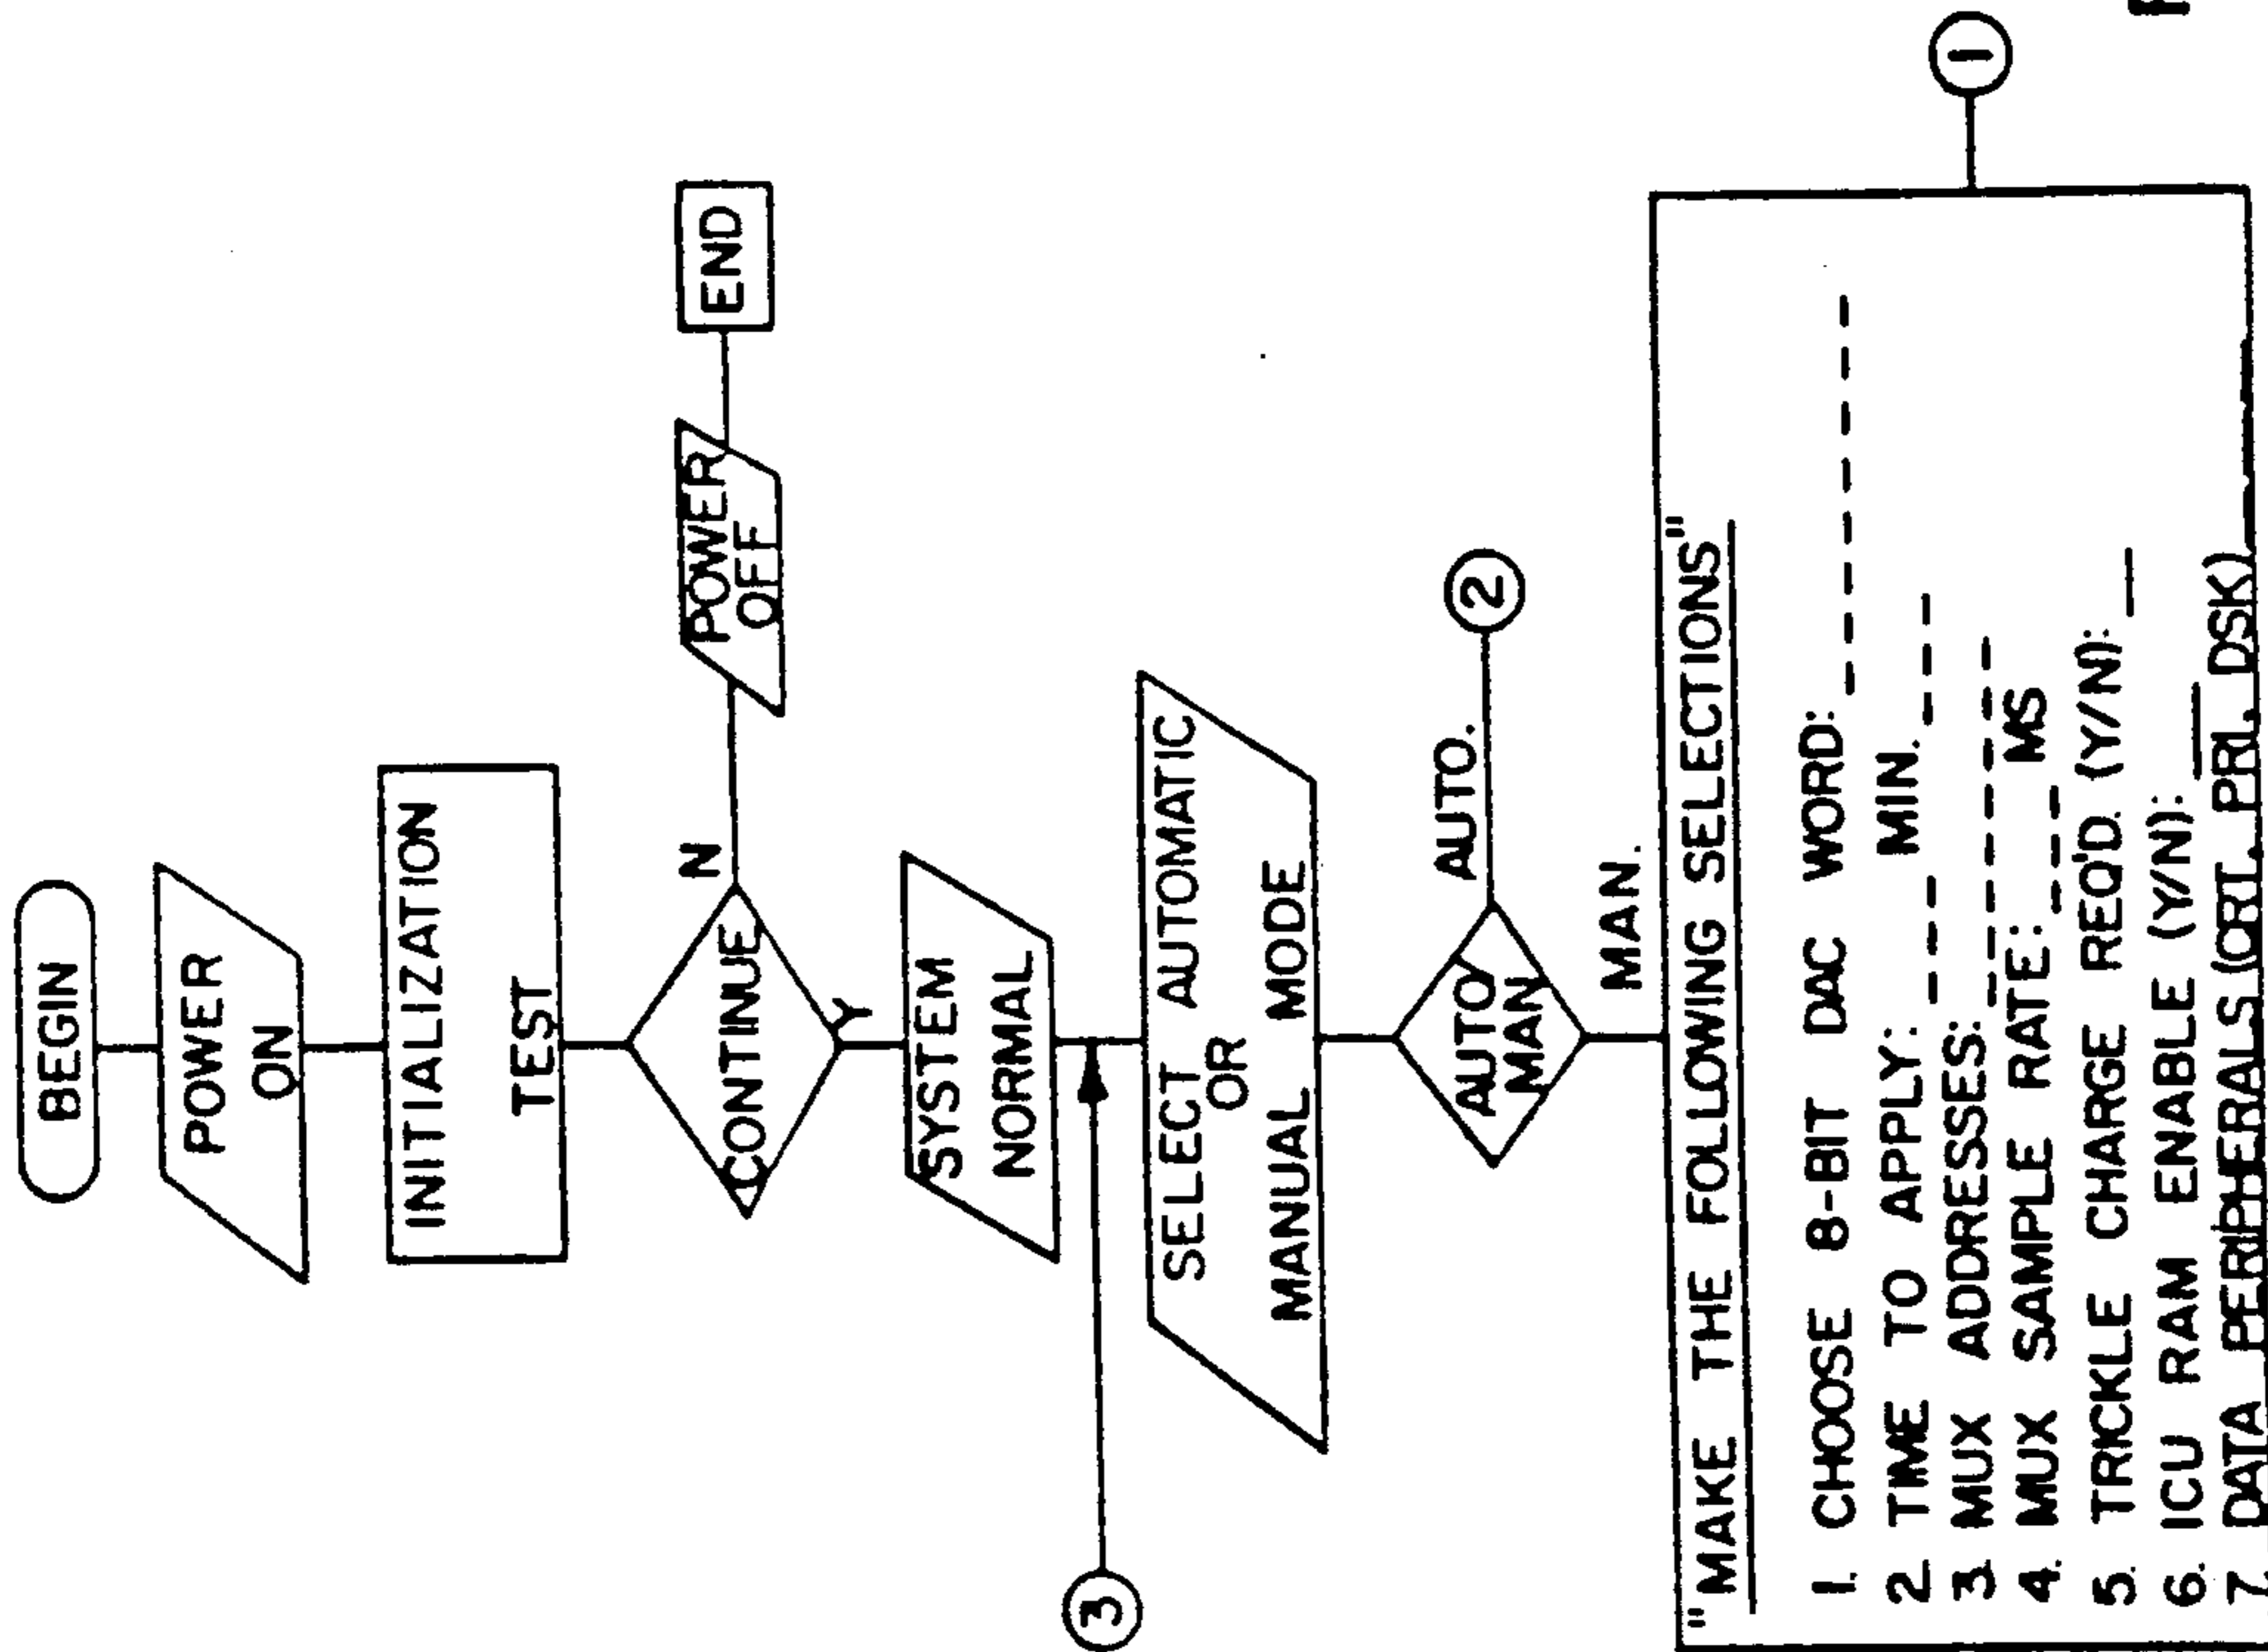 BEGIN
POWER
ON
INITIALIZATION
TEST
CONTINUE
N
POWER
OFF
END
Y
SYSTEM
NORMAL
3
SELECT AUTOMATIC
OR
MANUAL MODE
AUTO
MAN
AUTO.
2
MAN.
"MAKE THE FOLLOWING SELECTIONS"
1. CHOOSE 8-BIT DAC WORD: _ _ _ _ _ _ _ _
2 TIME TO APPLY: _ _ _ MIN. _ _ _
3. MUX ADDRESSES: _ _ _ _ _ _ _ _
4. MUX SAMPLE RATE: _ _ _ MS
5. TRICKLE CHARGE REQ'D. (Y/N): _
6. ICU RAM ENABLE (Y/N): _
7. DATA PERIPHERALS (CRT. PRI. DSK)
1